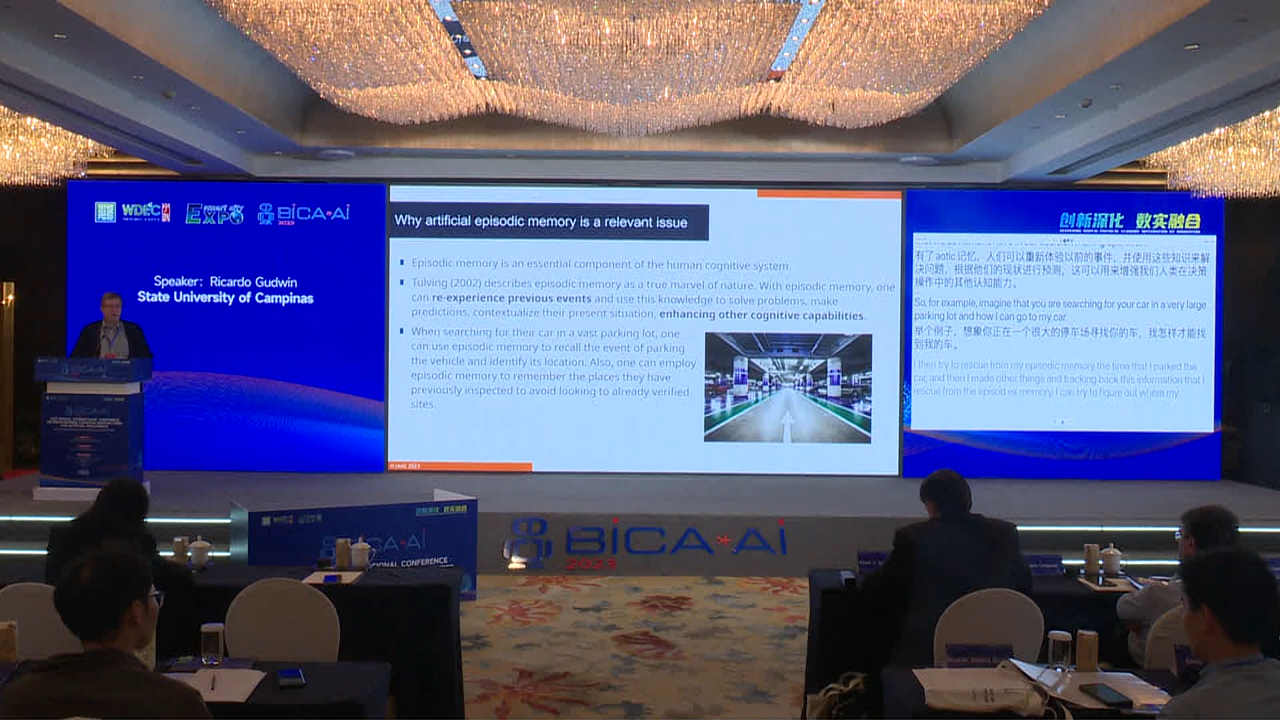 WDEC
Smart city
EXPO
BiCA*Ai
2023
Speaker: Ricardo Gudwin
State University of Campinas
Why artificial episodic memory is a relevant issue
Episodic memory is an essential component of the human cognitive system.
Tulving (2002) describes episodic memory as a true marvel of nature. With episodic memory, one
can re-experience previous events and use this knowledge to solve problems, make
predictions, contextualize their present situation, enhancing other cognitive capabilities.
When searching for their car in a vast parking lot, one
can use episodic memory to recall the event of parking
the vehicle and identify its location. Also, one can employ
episodic memory to remember the places they have
previously inspected to avoid looking to already verified
sites.
创新深化 数实融合
有了aotic记忆，人们可以重新体验以前的事件，并使用这些知识来解
决问题，根据他们的现状进行预测，这可以用来增强我们人类在决策
操作中的其他认知能力。
So, for example, imagine that you are searching for your car in a very large
parking lot and how I can go to my car.
举个例子，想象你正在一个很大的停车场寻找你的车，我怎样才能找
到我的车。
I then try to rescue from my episodic memory the time that I parked the
car, and then I made other things and tracking back this information that I
rescue from the episod ex memory. I can try to figure out where my
BiCA·Ai
BiCA*Ai
CONFERENCE
BiCA*Ai
2023